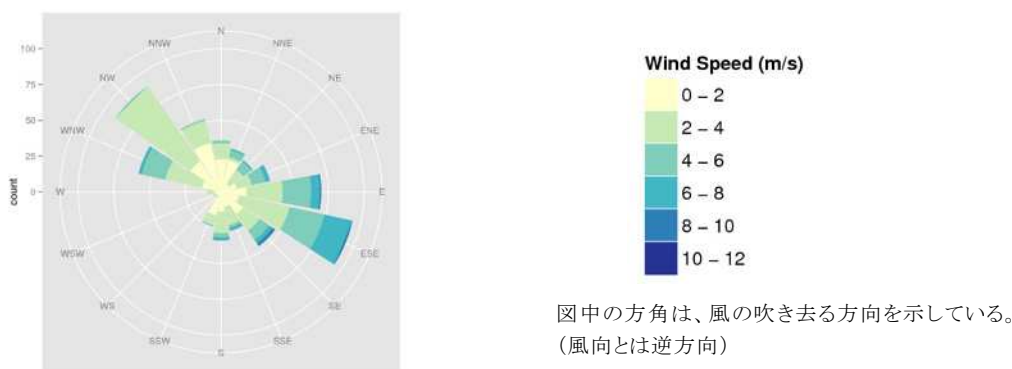 N
NNW
NNE
NW
NE
WNW
ENE
W
E
WSW
ESE
WS
SE
SSW
SSE
S
100
75
50
25
0
count
Wind Speed (m/s)
0 – 2
2 – 4
4 – 6
6 – 8
8 – 10
10 – 12
図中の方角は、風の吹き去る方向を示している。
（風向とは逆方向）